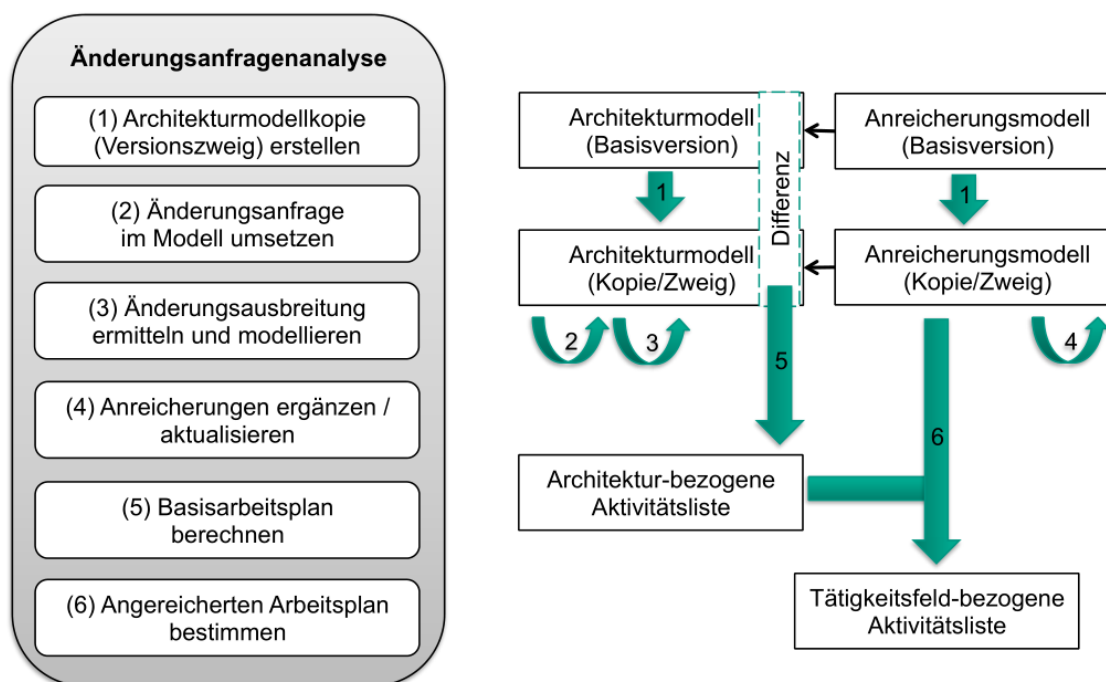 Änderungsanfragenanalyse
(1) Architekturmodellkopie
(Versionszweig) erstellen
(2) Änderungsanfrage
im Modell umsetzen
(3) Änderungsausbreitung
ermitteln und modellieren
(4) Anreicherungen ergänzen /
aktualisieren
(5) Basisarbeitsplan
berechnen
(6) Angereicherten Arbeitsplan
bestimmen
Architekturmodell
(Basisversion)
Differenz
Anreicherungsmodell
(Basisversion)
1
1
Architekturmodell
(Kopie/Zweig)
Anreicherungsmodell
(Kopie/Zweig)
2
3
5
4
6
Architektur-bezogene
Aktivitätsliste
Tätigkeitsfeld-bezogene
Aktivitätsliste